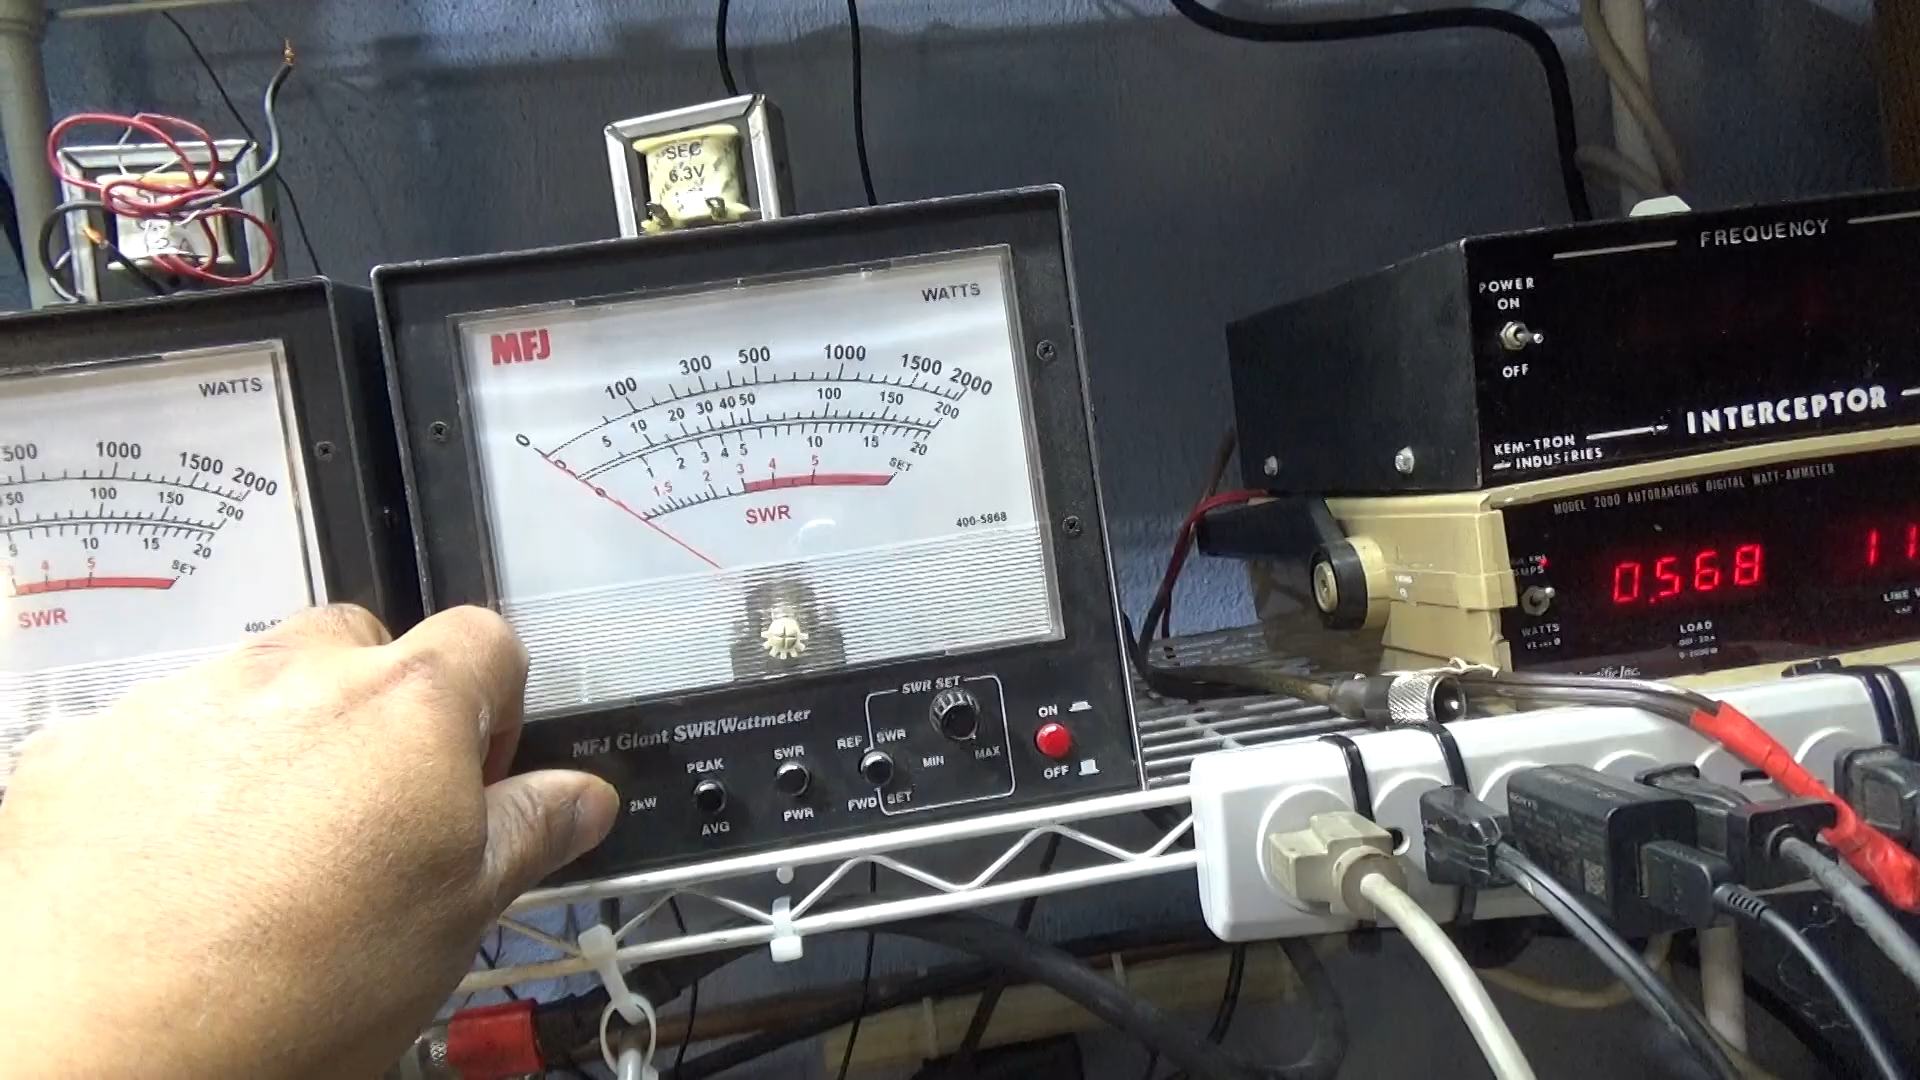 SEC
6.3V
WATTS
500 1000 1500 2000
50 100 150 200
10 15 20
4 5 SET
SWR
MFJ
WATTS
0 100 300 500 1000 1500 2000
0 5 10 20 30 40 50 100 150 200
0 1 2 3 4 5 10 15 20
1.5 2 3 4 5 SET
SWR
400-5868
MFJ Giant SWR/Wattmeter
2kW
PEAK
AVG
SWR
PWR
REF
FWD
SWR
SET
SWR SET
MIN
MAX
ON
OFF
FREQUENCY
POWER
ON
OFF
INTERCEPTOR
KEM-TRON
INDUSTRIES
MODEL 2000 AUTORANGING DIGITAL WATT-AMMETER
0.568
11
WATTS
LOAD
SONY